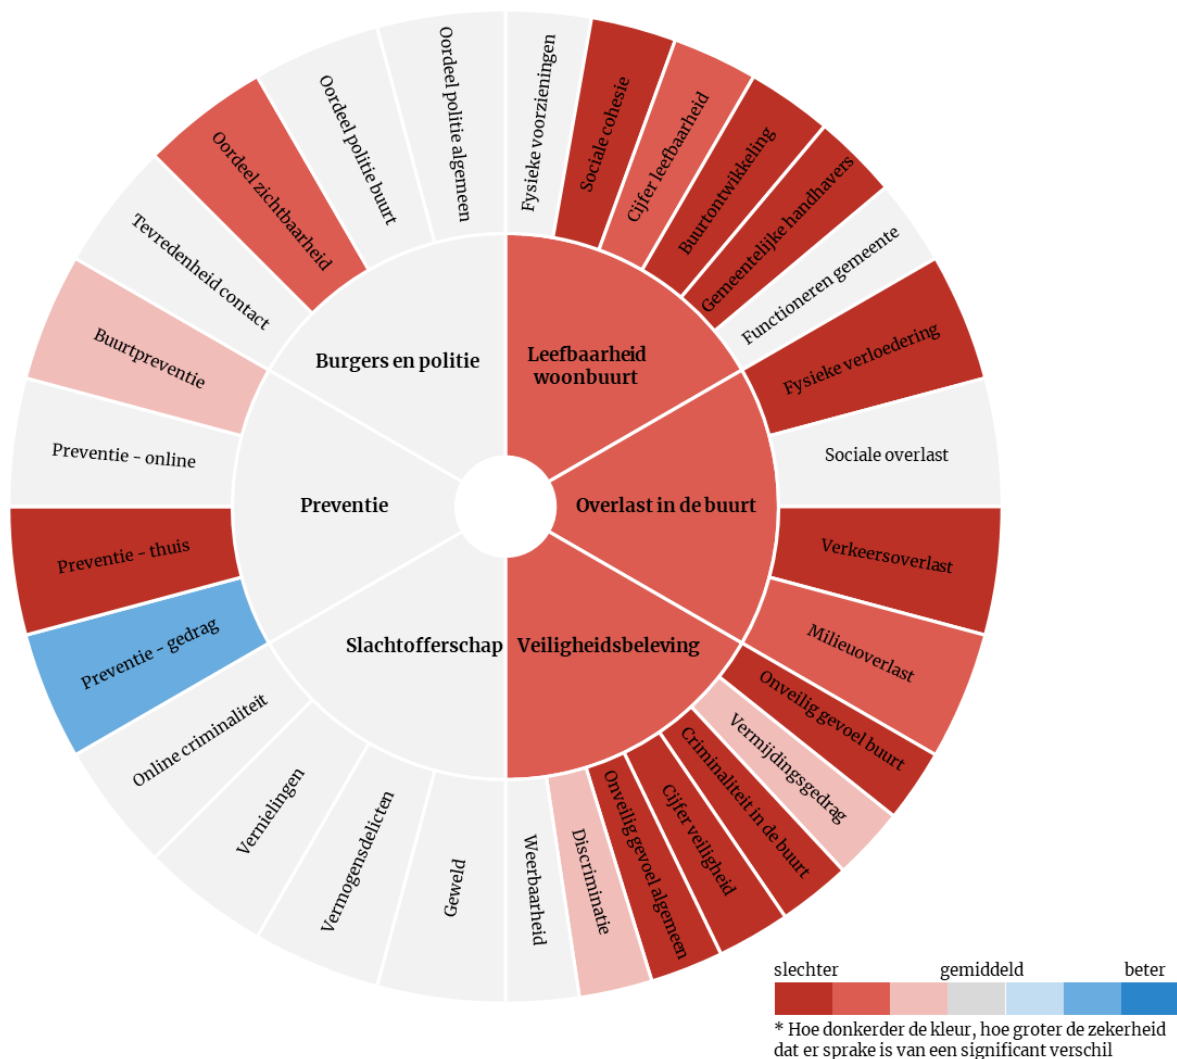 Fysieke voorzieningen
Sociale cohesie
Cijfer leefbaarheid
Buurtontwikkeling
Gemeentelijke handhavers
Functioneren gemeente
Fysieke verloedering
Sociale overlast
Verkeersoverlast
Milieuoverlast
Onveilig gevoel buurt
Vermijdingsgedrag
Criminaliteit in de buurt
Cijfer veiligheid
Onveilig gevoel algemeen
Discriminatie
Weerbaarheid
Geweld
Vermogensdelicten
Vernielingen
Online criminaliteit
Preventie - gedrag
Preventie - thuis
Preventie - online
Buurtpreventie
Tevredenheid contact
Oordeel zichtbaarheid
Oordeel politie buurt
Oordeel politie algemeen
Burgers en politie
Leefbaarheid
woonbuurt
Preventie
Overlast in de buurt
Slachtofferschap
Veiligheidsbeleving
slechter
gemiddeld
beter
* Hoe donkerder de kleur, hoe groter de zekerheid
dat er sprake is van een significant verschil